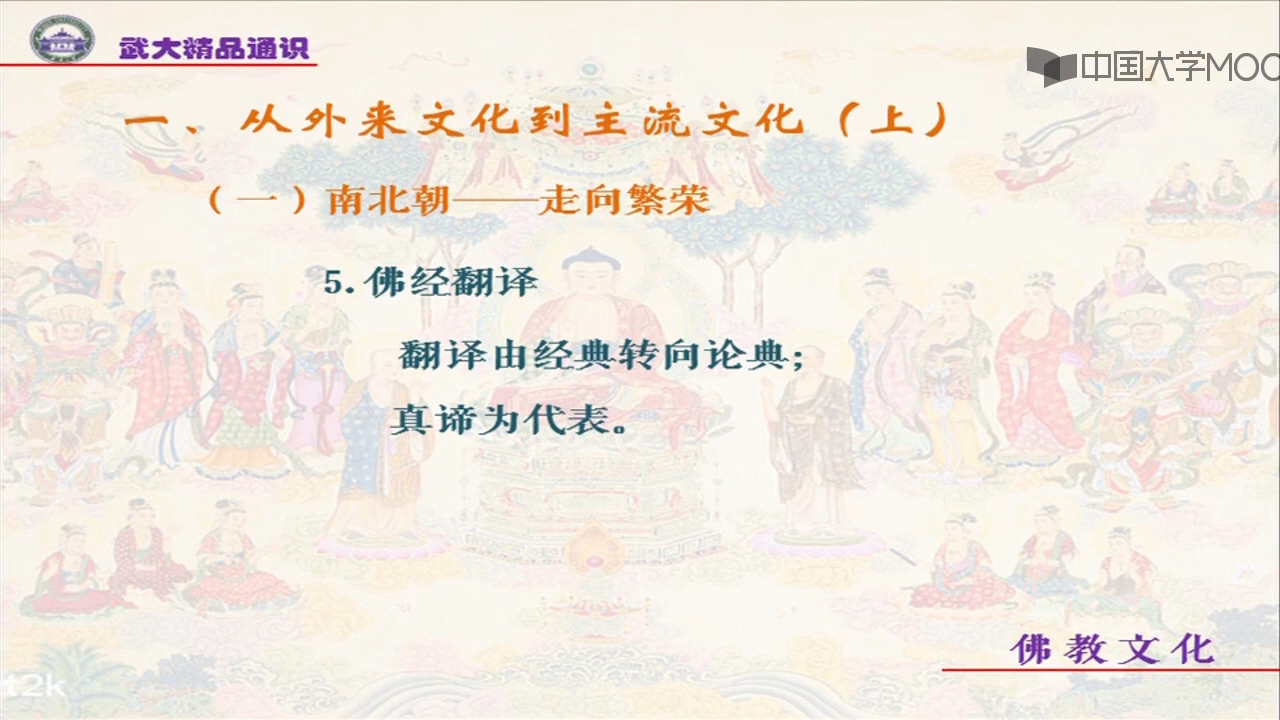 武大精品通识
中国大学MOOC
一、从外来文化到主流文化（上）
（一）南北朝——走向繁荣
5.佛经翻译
翻译由经典转向论典；
真谛为代表。
佛教文化
12k